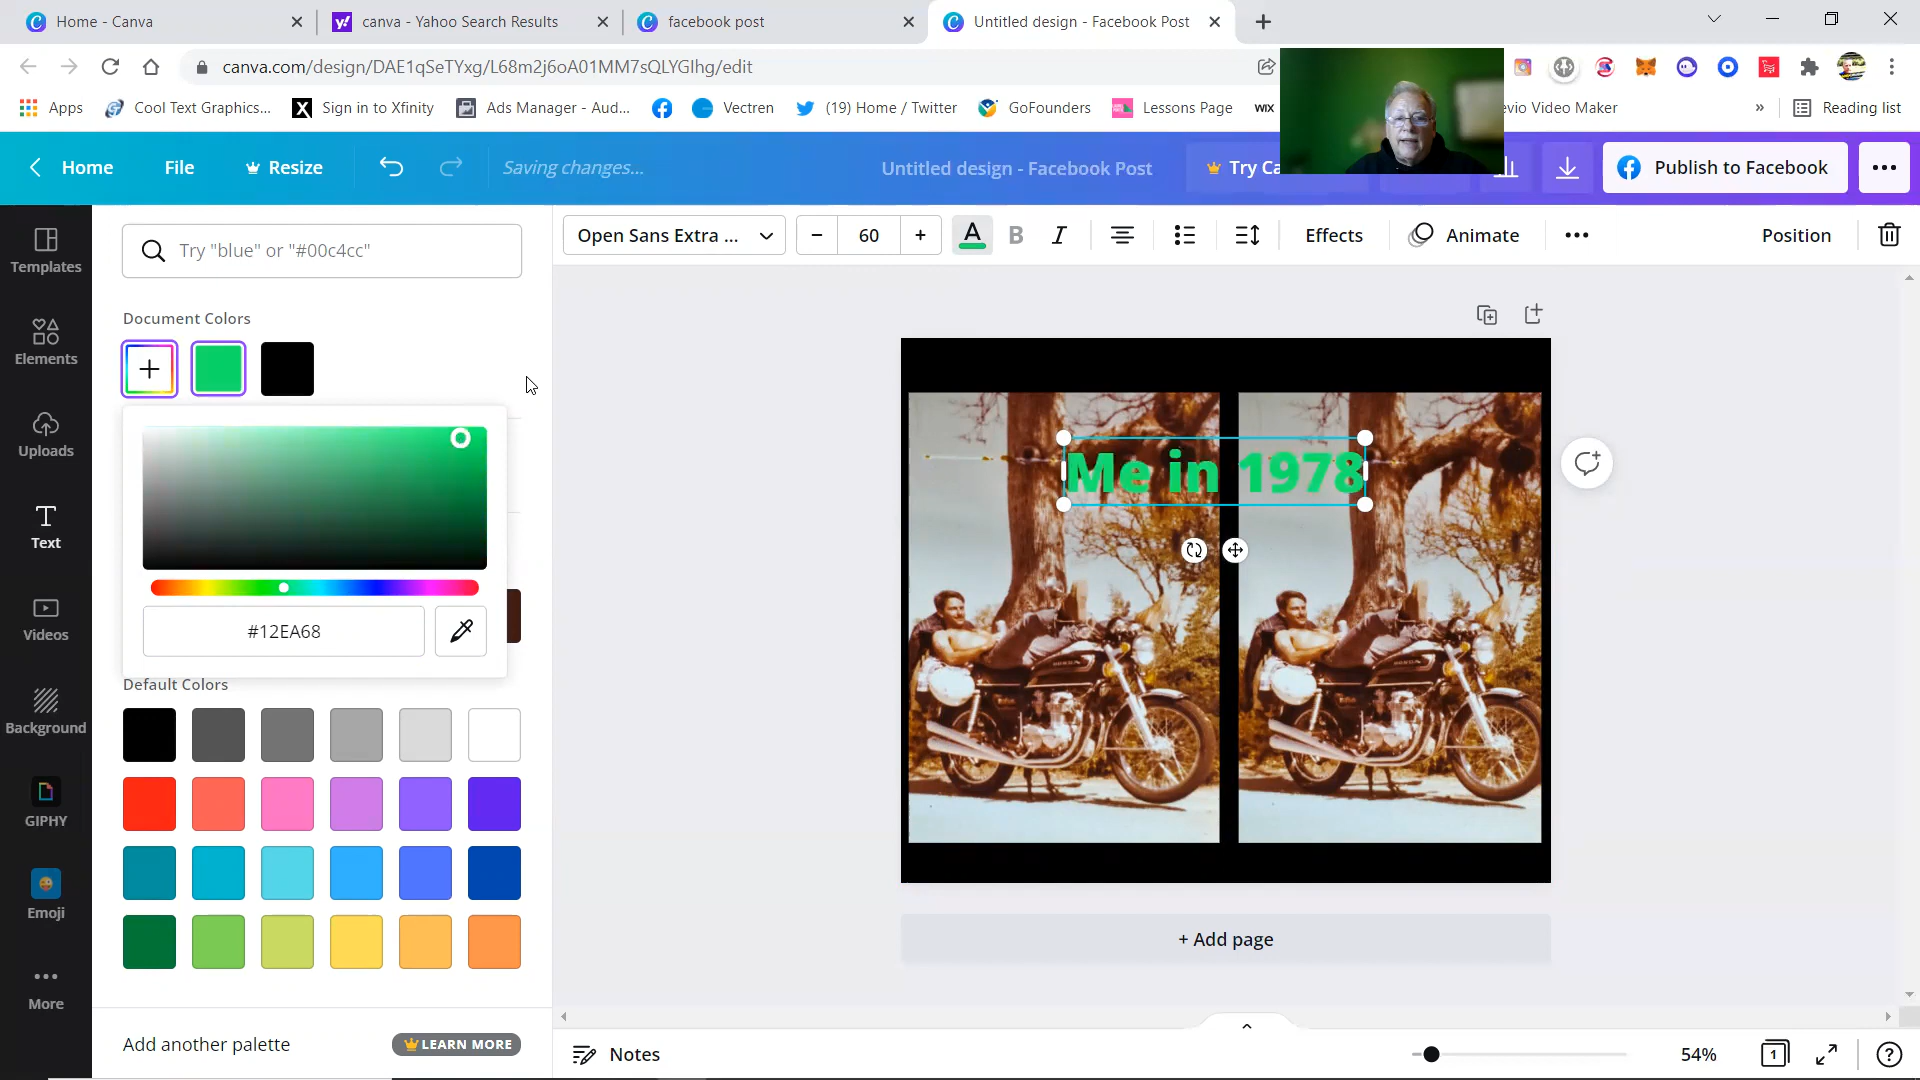 Home - Canva
canva - Yahoo Search Results
facebook post
Untitled design - Facebook Post
canva.com/design/DAE1qSeTYxg/L68m2j6oA01MM7sQLYGlhg/edit
Apps
Cool Text Graphics...
Sign in to Xfinity
Ads Manager - Aud...
Vectren
(19) Home / Twitter
GoFounders
Lessons Page
WIX
evio Video Maker
»
Reading list
Home
File
Resize
Saving changes...
Untitled design - Facebook Post
Try Ca
Publish to Facebook
Templates
Elements
Uploads
Text
Videos
Background
GIPHY
Emoji
More
Try "blue" or "#00c4cc"
Document Colors
#12EA68
Default Colors
Add another palette
LEARN MORE
Open Sans Extra ...
60
A
B
I
Effects
Animate
Position
Me in 1978
HONDA
+ Add page
Notes
54%
1